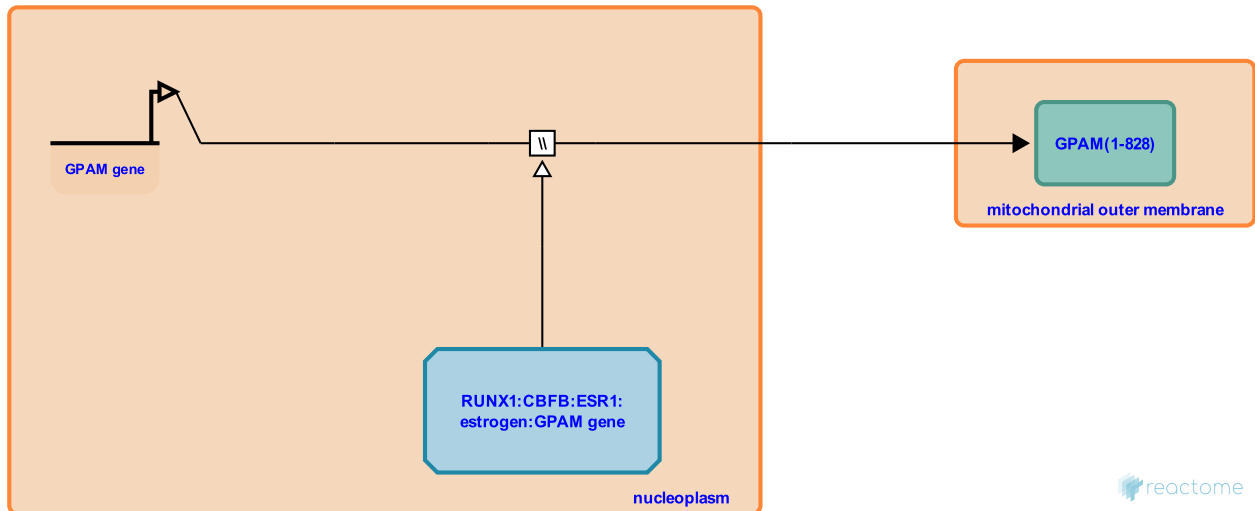 GPAM gene
\\
GPAM(1-828)
mitochondrial outer membrane
RUNX1:CBFB:ESR1:
estrogen:GPAM gene
nucleoplasm
reactome